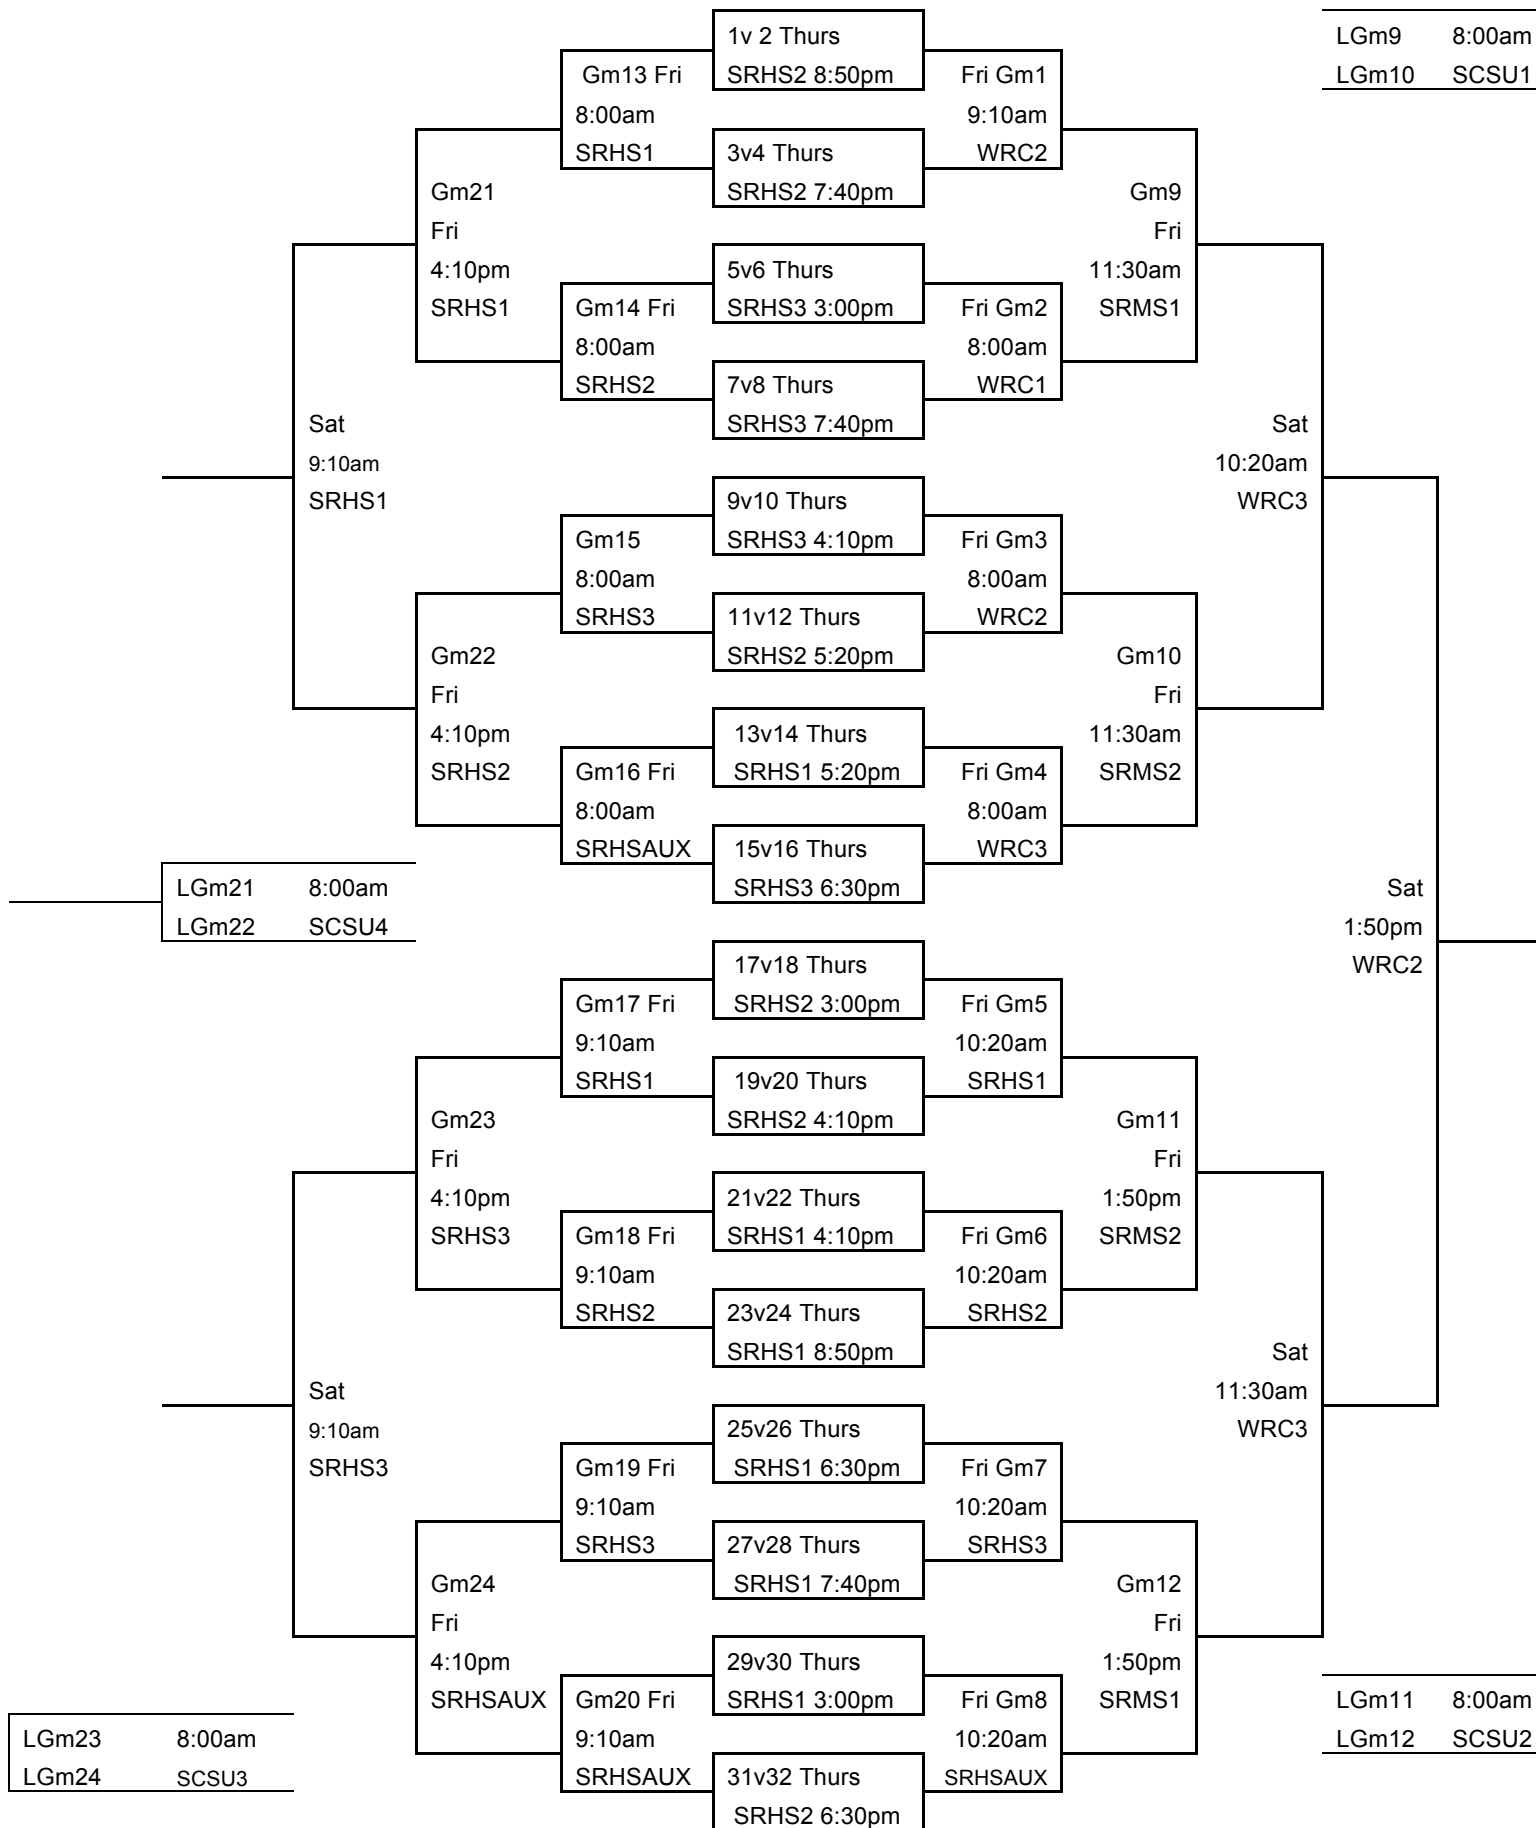 1v 2 Thurs
SRHS2 8:50pm
LGm9 8:00am
LGm10 SCSU1
Gm13 Fri
8:00am
SRHS1
Fri Gm1
9:10am
WRC2
3v4 Thurs
SRHS2 7:40pm
Gm21
Fri
4:10pm
SRHS1
Gm9
Fri
11:30am
SRMS1
5v6 Thurs
SRHS3 3:00pm
Gm14 Fri
8:00am
SRHS2
Fri Gm2
8:00am
WRC1
7v8 Thurs
SRHS3 7:40pm
Sat
9:10am
SRHS1
Sat
10:20am
WRC3
9v10 Thurs
SRHS3 4:10pm
Gm15
8:00am
SRHS3
Fri Gm3
8:00am
WRC2
11v12 Thurs
SRHS2 5:20pm
Gm22
Fri
4:10pm
SRHS2
Gm10
Fri
11:30am
SRMS2
13v14 Thurs
SRHS1 5:20pm
Gm16 Fri
8:00am
SRHSAUX
Fri Gm4
8:00am
WRC3
15v16 Thurs
SRHS3 6:30pm
LGm21 8:00am
LGm22 SCSU4
Sat
1:50pm
WRC2
17v18 Thurs
SRHS2 3:00pm
Gm17 Fri
9:10am
SRHS1
Fri Gm5
10:20am
SRHS1
19v20 Thurs
SRHS2 4:10pm
Gm23
Fri
4:10pm
SRHS3
Gm11
Fri
1:50pm
SRMS2
21v22 Thurs
SRHS1 4:10pm
Gm18 Fri
9:10am
SRHS2
Fri Gm6
10:20am
SRHS2
23v24 Thurs
SRHS1 8:50pm
Sat
9:10am
SRHS3
Sat
11:30am
WRC3
25v26 Thurs
SRHS1 6:30pm
Gm19 Fri
9:10am
SRHS3
Fri Gm7
10:20am
SRHS3
27v28 Thurs
SRHS1 7:40pm
Gm24
Fri
4:10pm
SRHSAUX
Gm12
Fri
1:50pm
SRMS1
29v30 Thurs
SRHS1 3:00pm
Gm20 Fri
9:10am
SRHSAUX
Fri Gm8
10:20am
SRHSAUX
31v32 Thurs
SRHS2 6:30pm
LGm23 8:00am
LGm24 SCSU3
LGm11 8:00am
LGm12 SCSU2